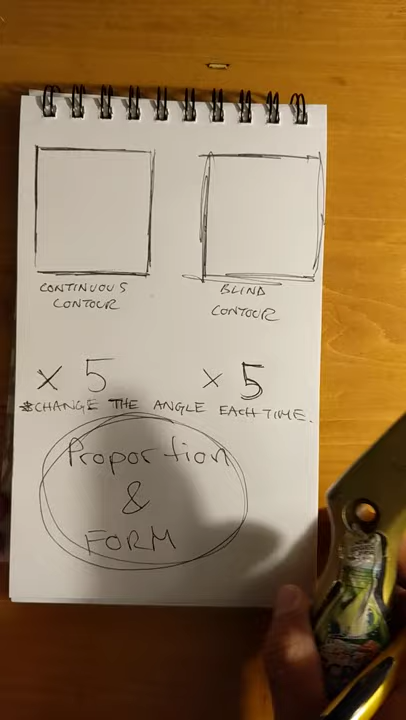 CONTINUOUS
CONTOUR
BLIND
CONTOUR
× 5
× 5
*CHANGE THE ANGLE EACH TIME.
Proportion
&
FORM